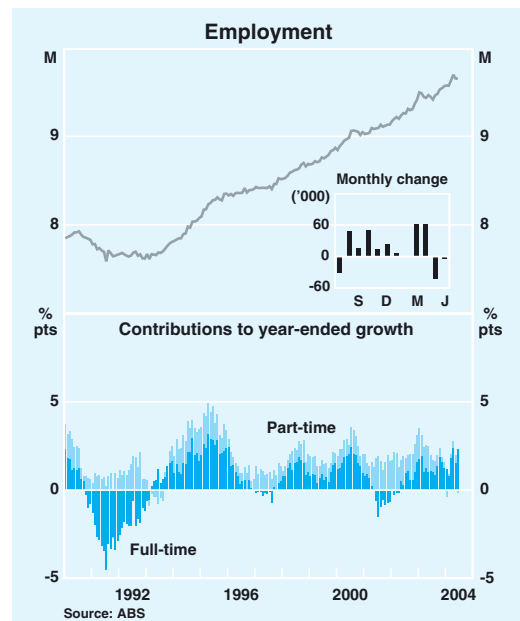 Employment
M M
9 9
8 8
Monthly change
('000)
60
0
-60
S D M J
%
pts
%
pts
Contributions to year-ended growth
5 5
Part-time
0 0
Full-time
-5 -5
1992 1996 2000 2004
Source: ABS